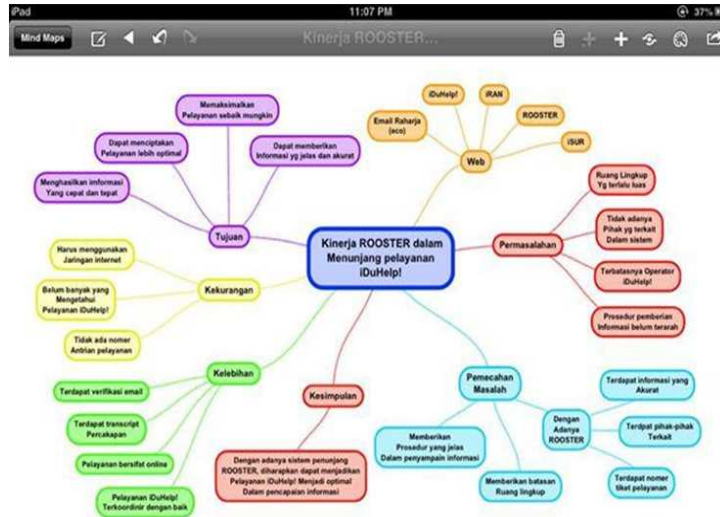 iPad
11:07 PM
37%
Mind Maps
Kinerja ROOSTER...
Memaksimalkan
Pelayanan sebaik mungkin
Dapat menciptakan
Pelayanan lebih optimal
Dapat memberikan
Informasi yg jelas dan akurat
Menghasilkan imformasi
Yang cepat dan tepat
Tujuan
iDuHelp!
iRAN
Email Raharja
(eco)
ROOSTER
iSUR
Web
Kinerja ROOSTER dalam
Menunjang pelayanan
iDuHelp!
Ruang Lingkup
Yg terlalu luas
Tidak adanya
Pihak yg terkait
Dalam sistem
Permasalahan
Terbatasnya Operator
iDuHelp!
Prosedur pemberian
Informasi belum terarah
Harus menggunakan
Jaringan internet
Belum banyak yang
Mengetahui
Pelayanan iDuHelp!
Kekurangan
Tidak ada nomer
Antrian pelayanan
Kelebihan
Terdapat verifikasi email
Terdapat transcript
Percakapan
Pelayanan bersifat online
Pelayanan iDuHelp!
Terkoordinir dengan baik
Kesimpulan
Dengan adanya sistem penunjang
ROOSTER, diharapkan dapat menjadikan
Pelayanan iDuHelp! Menjadi optimal
Dalam pencapaian informasi
Pemecahan
Masalah
Memberikan
Prosedur yang jelas
Dalam penyampain informasi
Memberikan batasan
Ruang lingkup
Dengan
Adanya
ROOSTER
Terdapat informasi yang
Akurat
Terdpat pihak-pihak
Terkait
Terdapat nomer
tiket pelayanan